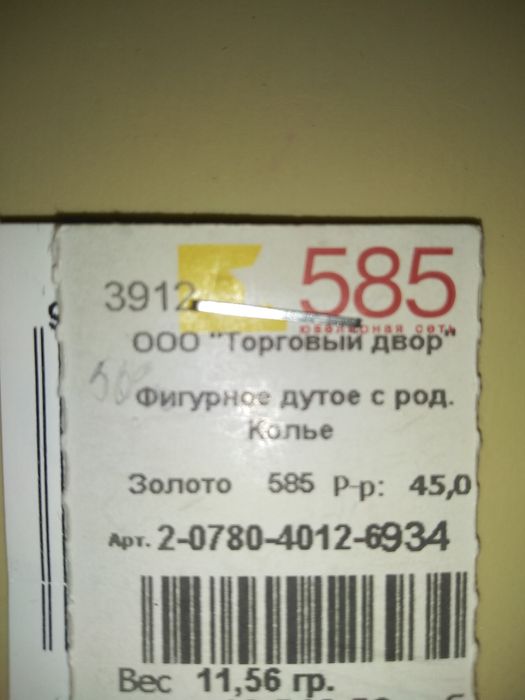 3912
585
ювелирная сеть
ООО "Торговый двор"
Фигурное дутое с род.
Колье
Золото 585 Р-р: 45,0
Арт. 2-0780-4012-6934
Вес 11,56 гр.